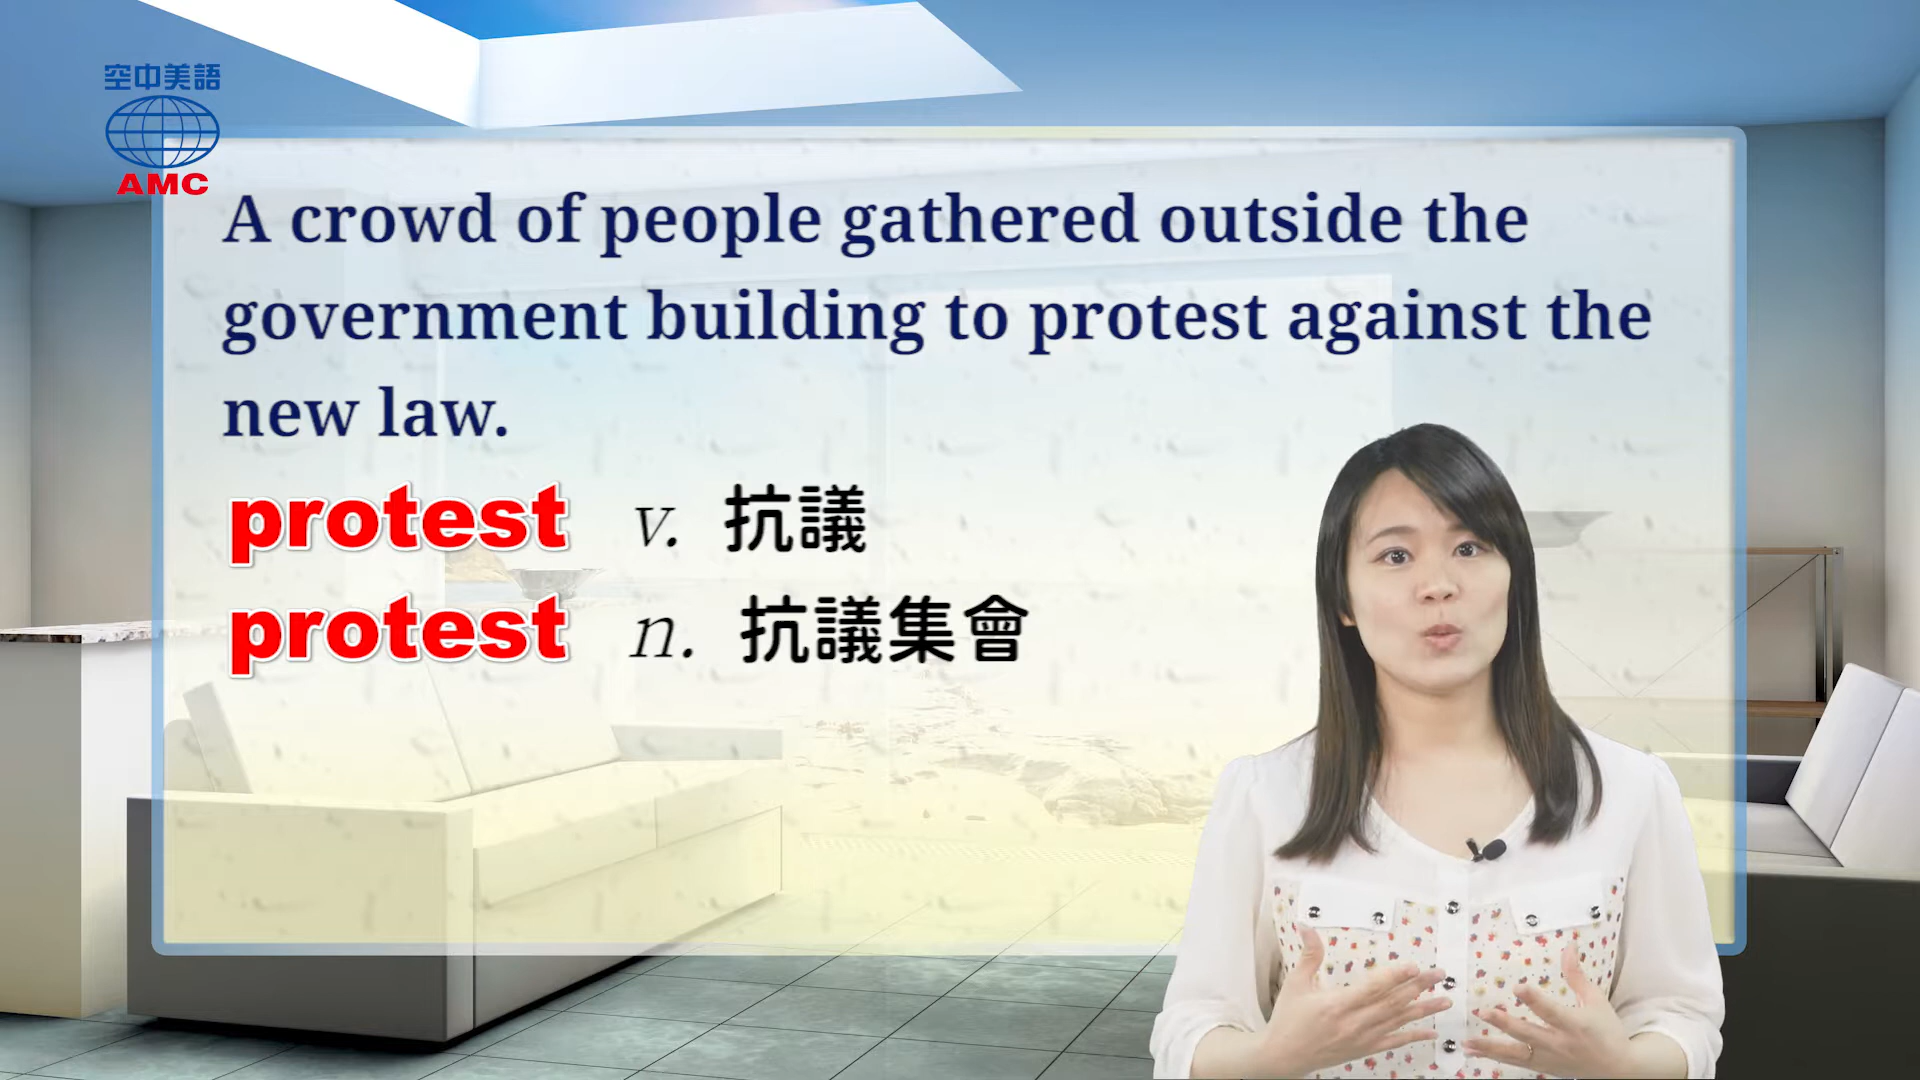 空中美語
AMC
A crowd of people gathered outside the
government building to protest against the
new law.
protest v. 抗議
protest n. 抗議集會